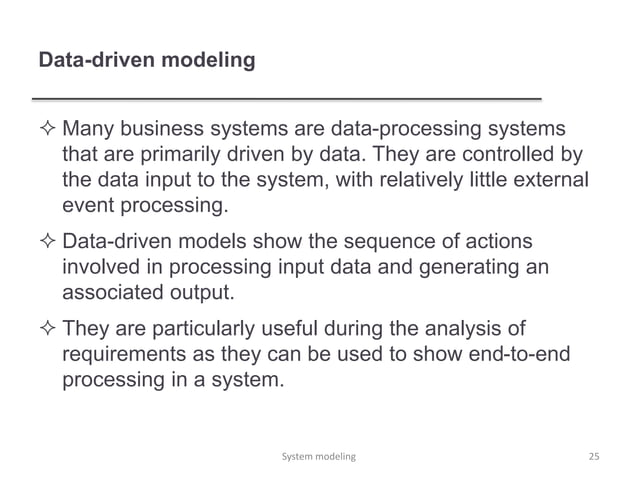 Data-driven modeling
✧ Many business systems are data-processing systems
that are primarily driven by data. They are controlled by
the data input to the system, with relatively little external
event processing.
✧ Data-driven models show the sequence of actions
involved in processing input data and generating an
associated output.
✧ They are particularly useful during the analysis of
requirements as they can be used to show end-to-end
processing in a system.
System modeling 25